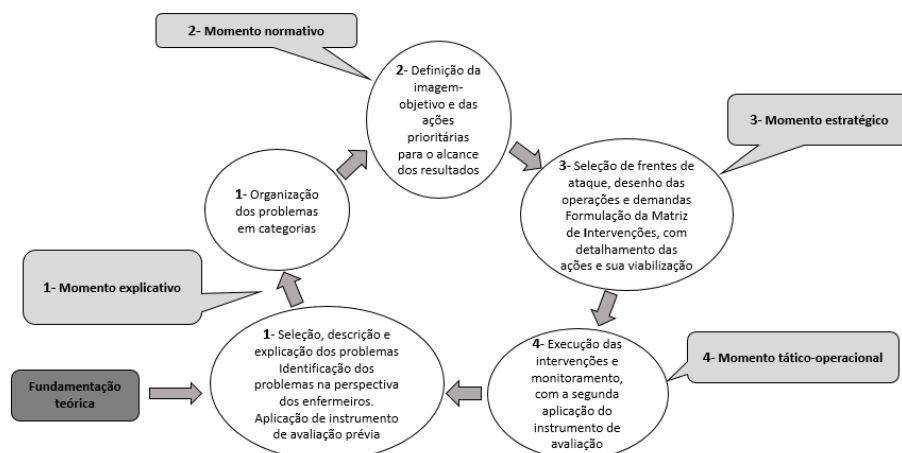 2- Momento normativo
2- Definição da
imagem-
objetivo e das
ações
prioritárias
para o alcance
dos resultados
3- Momento estratégico
3- Seleção de frentes de
ataque, desenho das
operações e demandas
Formulação da Matriz
de Intervenções, com
detalhamento das
ações e sua viabilização
1- Organização
dos problemas
em categorias
1- Momento explicativo
1- Seleção, descrição e
explicação dos problemas
Identificação dos
problemas na perspectiva
dos enfermeiros.
Aplicação de instrumento
de avaliação prévia
4- Execução das
intervenções e
monitoramento,
com a segunda
aplicação do
instrumento de
avaliação
4- Momento tático-operacional
Fundamentação
teórica